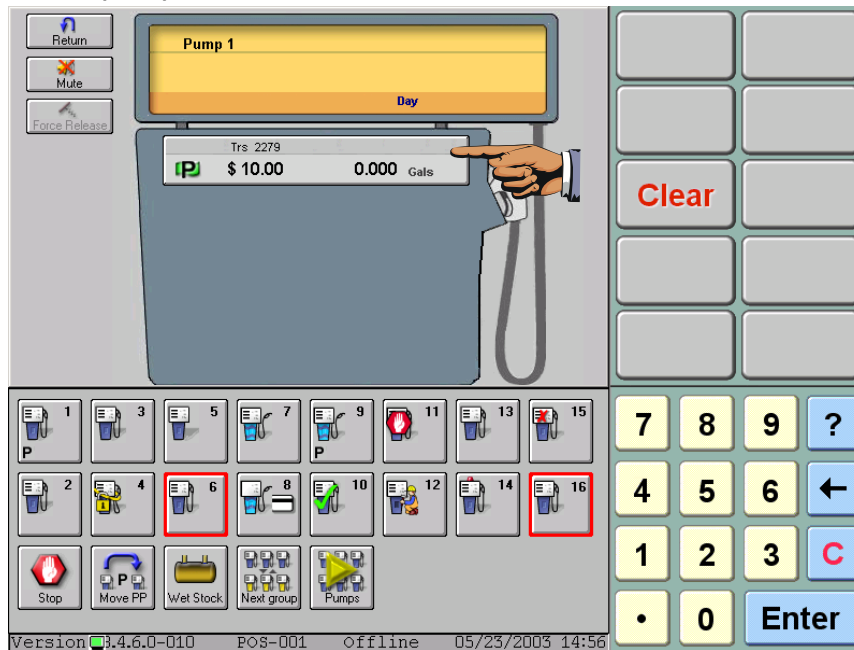 Return
Mute
Force Release
Pump 1
Day
Trs 2279
P $ 10.00 0.000 Gals
Clear
1 3 5 7 9 11 13 15
P P
2 4 6 8 10 12 14 16
Stop Move PP Wet Stock Next group Pumps
P
7 8 9 ?
4 5 6 ←
1 2 3 C
• 0 Enter
Version 3.4.6.0-010 POS-001 Offline 05/23/2003 14:56